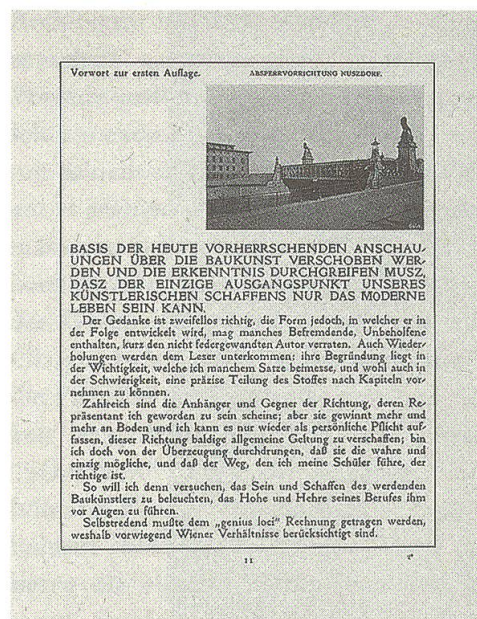 Vorwort zur ersten Auflage.
ABSPERRVORRICHTUNG NUSZDORF.
BASIS DER HEUTE VORHERRSCHENDEN ANSCHAU-
UNGEN ÜBER DIE BAUKUNST VERSCHOBEN WER-
DEN UND DIE ERKENNTNIS DURCHGREIFEN MUSZ,
DASZ DER EINZIGE AUSGANGSPUNKT UNSERES
KÜNSTLERISCHEN SCHAFFENS NUR DAS MODERNE
LEBEN SEIN KANN.
Der Gedanke ist zweifellos richtig, die Form jedoch, in welcher er in
der Folge entwickelt wird, mag manches Befremdende, Unbeholfene
enthalten, kurz den nicht federgewandten Autor verraten. Auch Wieder-
holungen werden dem Leser unterkommen; ihre Begründung liegt in
der Wichtigkeit, welche ich manchem Satze beimesse, und wohl auch in
der Schwierigkeit, eine präzise Teilung des Stoffes nach Kapiteln vor-
nehmen zu können.
Zahlreich sind die Anhänger und Gegner der Richtung, deren Re-
präsentant ich geworden zu sein scheine; aber sie gewinnt mehr und
mehr an Boden und ich kann es nur wieder als persönliche Pflicht auf-
fassen, dieser Richtung baldige allgemeine Geltung zu verschaffen; bin
ich doch von der Überzeugung durchdrungen, daß sie die wahre und
einzig mögliche, und daß der Weg, den ich meine Schüler führe, der
richtige ist.
So will ich denn versuchen, das Sein und Schaffen des werdenden
Baukünstlers zu beleuchten, das Hohe und Hehre seines Berufes ihm
vor Augen zu führen.
Selbstredend mußte dem „genius loci“ Rechnung getragen werden,
weshalb vorwiegend Wiener Verhältnisse berücksichtigt sind.
11